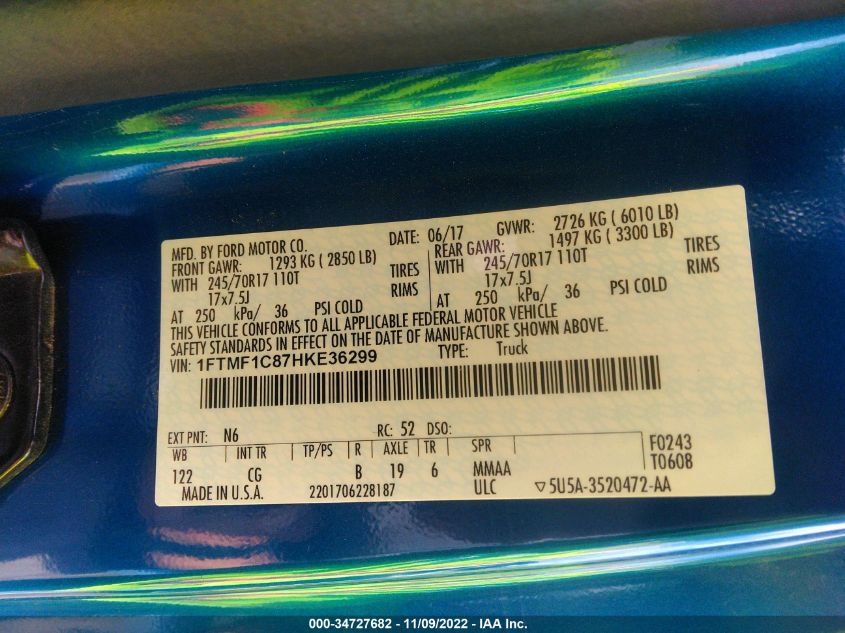 MFD. BY FORD MOTOR CO.
DATE: 06/17 GVWR: 2726 KG ( 6010 LB)
FRONT GAWR: 1293 KG ( 2850 LB)
REAR GAWR: 1497 KG ( 3300 LB)
WITH 245/70R17 110T TIRES
WITH 245/70R17 110T TIRES
17x7.5J RIMS
17x7.5J RIMS
AT 250 kPa/ 36 PSI COLD
AT 250 kPa/ 36 PSI COLD
THIS VEHICLE CONFORMS TO ALL APPLICABLE FEDERAL MOTOR VEHICLE
SAFETY STANDARDS IN EFFECT ON THE DATE OF MANUFACTURE SHOWN ABOVE.
VIN: 1FTMF1C87HKE36299 TYPE: Truck
EXT PNT: N6 RC: 52 DSO:
WB INT TR TP/PS R AXLE TR SPR F0243
122 CG B 19 6 MMAA T0608
MADE IN U.S.A. 2201706228187 ULC ▽5U5A-3520472-AA
000-34727682 - 11/09/2022 - IAA Inc.